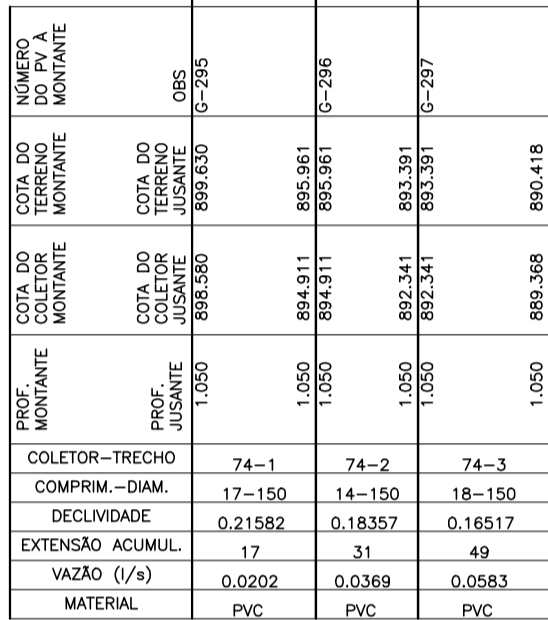 NÚMERO
DO PV À
MONTANTE
OBS
G-295
G-296
G-297
COTA DO
TERRENO
MONTANTE
COTA DO
TERRENO
JUSANTE
899.630
895.961
895.961
893.391
893.391
890.418
COTA DO
COLETOR
MONTANTE
COTA DO
COLETOR
JUSANTE
898.580
894.911
894.911
892.341
892.341
889.368
PROF.
MONTANTE
PROF.
JUSANTE
1.050
1.050
1.050
1.050
1.050
1.050
COLETOR-TRECHO 74-1 74-2 74-3
COMPRIM.-DIAM. 17-150 14-150 18-150
DECLIVIDADE 0.21582 0.18357 0.16517
EXTENSÃO ACUMUL. 17 31 49
VAZÃO (l/s) 0.0202 0.0369 0.0583
MATERIAL PVC PVC PVC